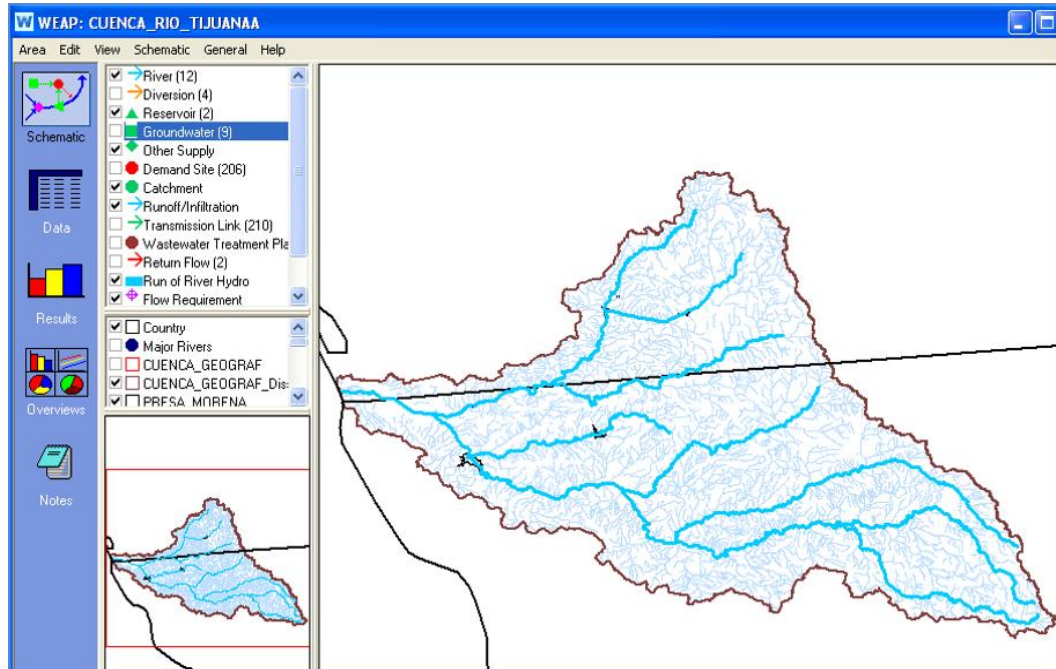 WEAP: CUENCA_RIO_TIJUANAA
Area Edit View Schematic General Help
Schematic
Data
Results
Overviews
Notes
River (12)
Diversion (4)
Reservoir (2)
Groundwater (9)
Other Supply
Demand Site (206)
Catchment
Runoff/Infiltration
Transmission Link (210)
Wastewater Treatment Pla
Return Flow (2)
Run of River Hydro
Flow Requirement
Country
Major Rivers
CUENCA_GEOGRAF
CUENCA_GEOGRAF_Dis
PRESA_MORENA